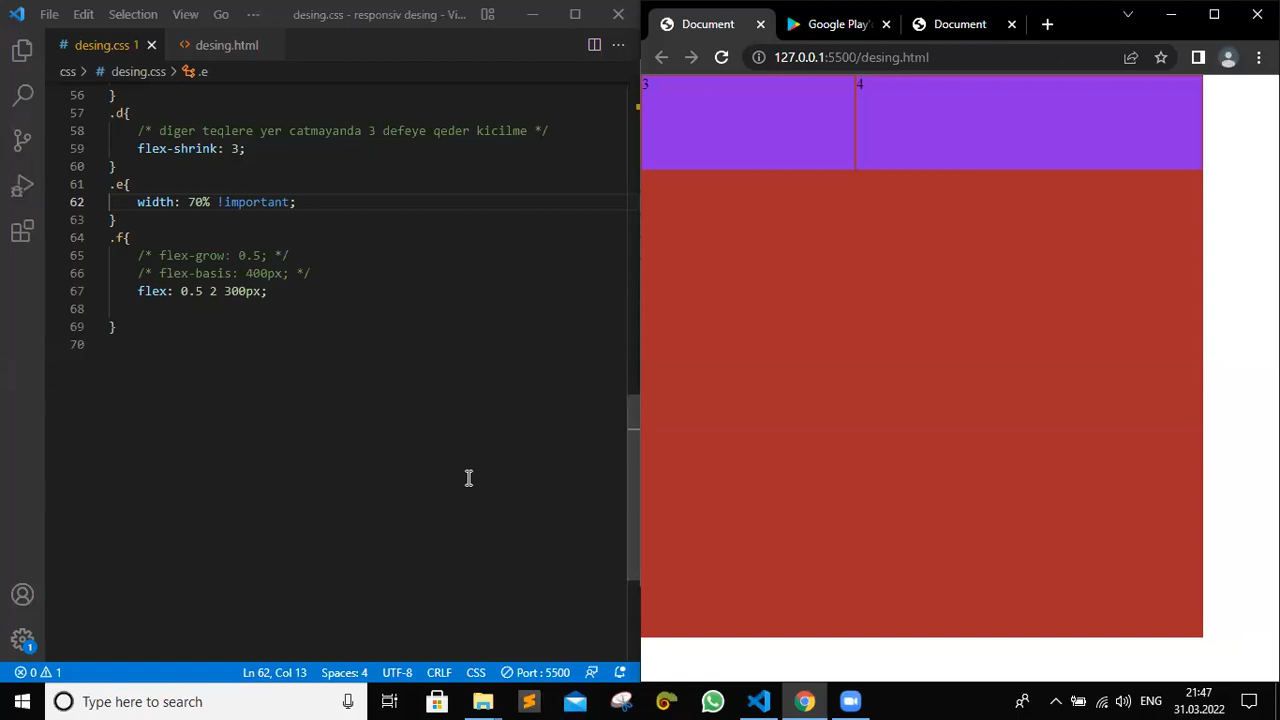 File Edit Selection View Go ··· desing.css - responsiv desing - Vi...
# desing.css 1 <> desing.html
css > # desing.css > .e
56 }
57 .d{
58 /* diger teqlere yer catmayanda 3 defeye qeder kicilme */
59 flex-shrink: 3;
60 }
61 .e{
62 width: 70% !important;
63 }
64 .f{
65 /* flex-grow: 0.5; */
66 /* flex-basis: 400px; */
67 flex: 0.5 2 300px;
68
69 }
70
1
0 1 Ln 62, Col 13 Spaces: 4 UTF-8 CRLF CSS Port : 5500
Document Google Play' Document
127.0.0.1:5500/desing.html
3 4
Type here to search
ENG 21:47
31.03.2022